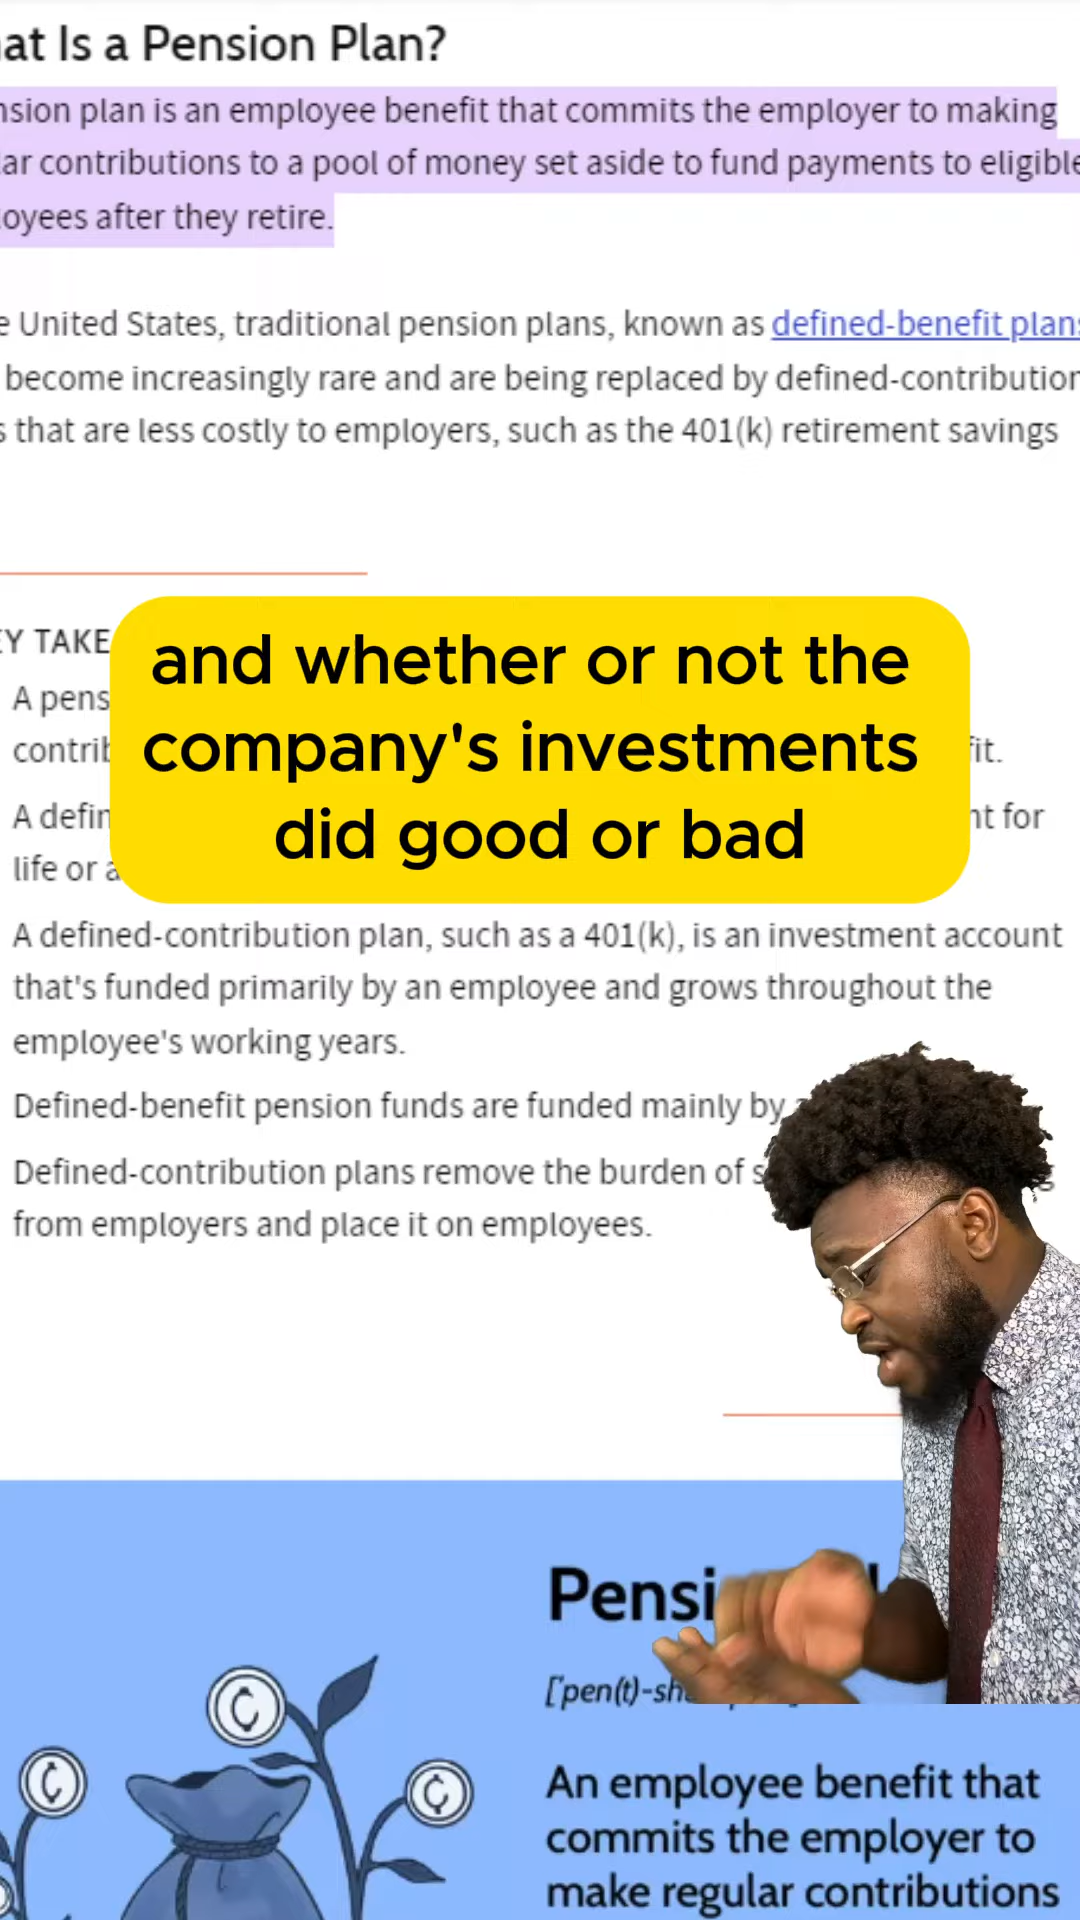 at Is a Pension Plan?
nsion plan is an employee benefit that commits the employer to making
ar contributions to a pool of money set aside to fund payments to eligible
oyees after they retire.
e United States, traditional pension plans, known as defined-benefit plans
become increasingly rare and are being replaced by defined-contribution
s that are less costly to employers, such as the 401(k) retirement savings
EY TAKE
and whether or not the
company's investments
did good or bad
A pens
contrib
fit.
A defin
nt for
life or a
A defined-contribution plan, such as a 401(k), is an investment account
that's funded primarily by an employee and grows throughout the
employee's working years.
Defined-benefit pension funds are funded mainly by
Defined-contribution plans remove the burden of s
from employers and place it on employees.
Pensi
['pen(t)-sh
An employee benefit that
commits the employer to
make regular contributions